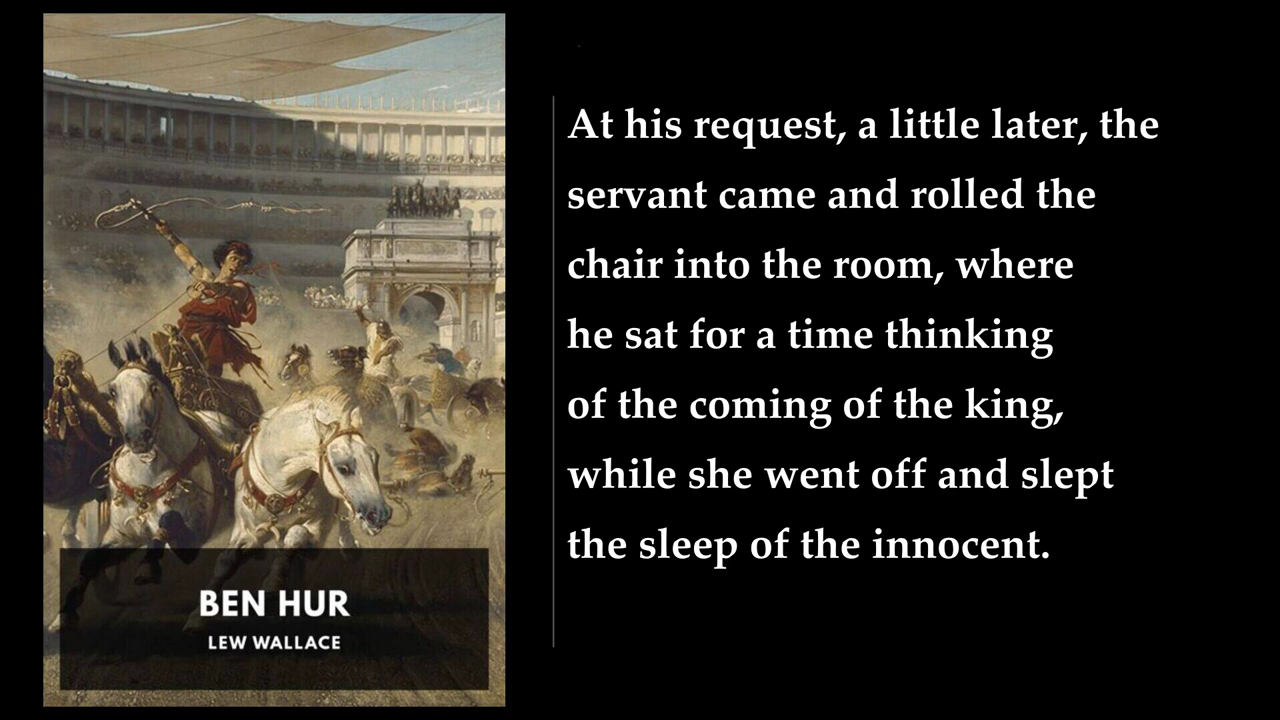 BEN HUR
LEW WALLACE
At his request, a little later, the
servant came and rolled the
chair into the room, where
he sat for a time thinking
of the coming of the king,
while she went off and slept
the sleep of the innocent.